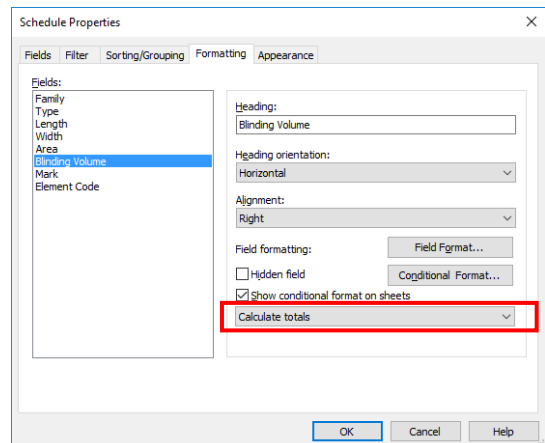 Schedule Properties
Fields Filter Sorting/Grouping Formatting Appearance
Fields:
Family
Type
Length
Width
Area
Blinding Volume
Mark
Element Code
Heading:
Blinding Volume
Heading orientation:
Horizontal
Alignment:
Right
Field formatting:
Field Format...
Hidden field
Conditional Format...
Show conditional format on sheets
Calculate totals
OK
Cancel
Help